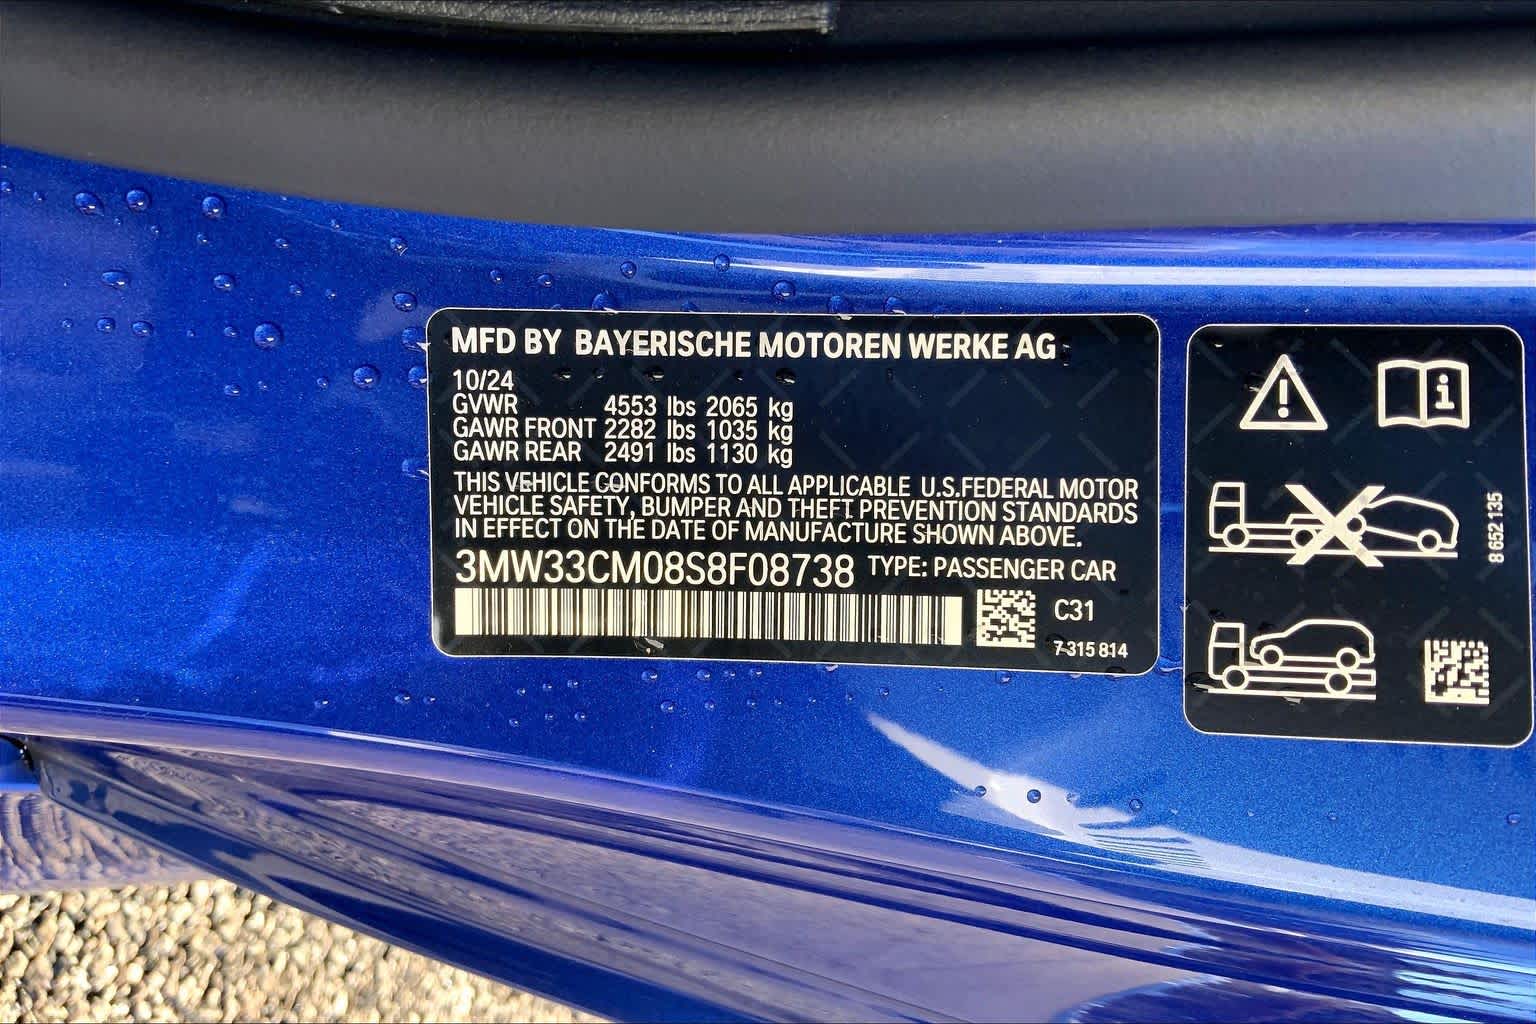 MFD BY BAYERISCHE MOTOREN WERKE AG
10/24
GVWR 4553 lbs 2065 kg
GAWR FRONT 2282 lbs 1035 kg
GAWR REAR 2491 lbs 1130 kg
THIS VEHICLE CONFORMS TO ALL APPLICABLE U.S.FEDERAL MOTOR
VEHICLE SAFETY, BUMPER AND THEFT PREVENTION STANDARDS
IN EFFECT ON THE DATE OF MANUFACTURE SHOWN ABOVE.
3MW33CM08S8F08738 TYPE: PASSENGER CAR
C31
7 315 814
8 652 135